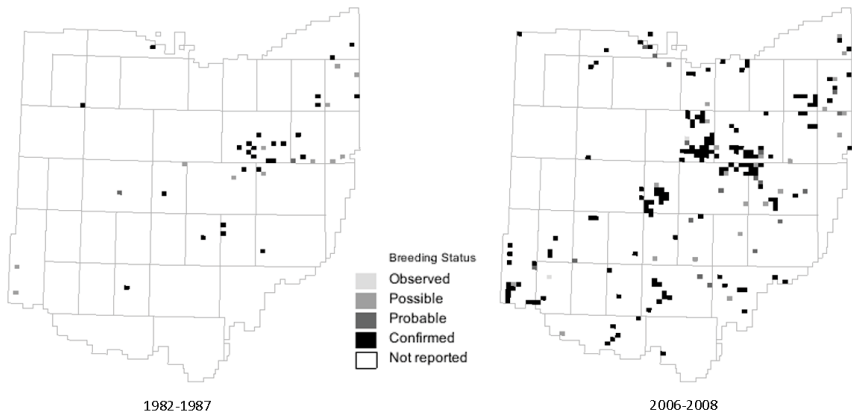 Breeding Status
Observed
Possible
Probable
Confirmed
Not reported
1982-1987
2006-2008